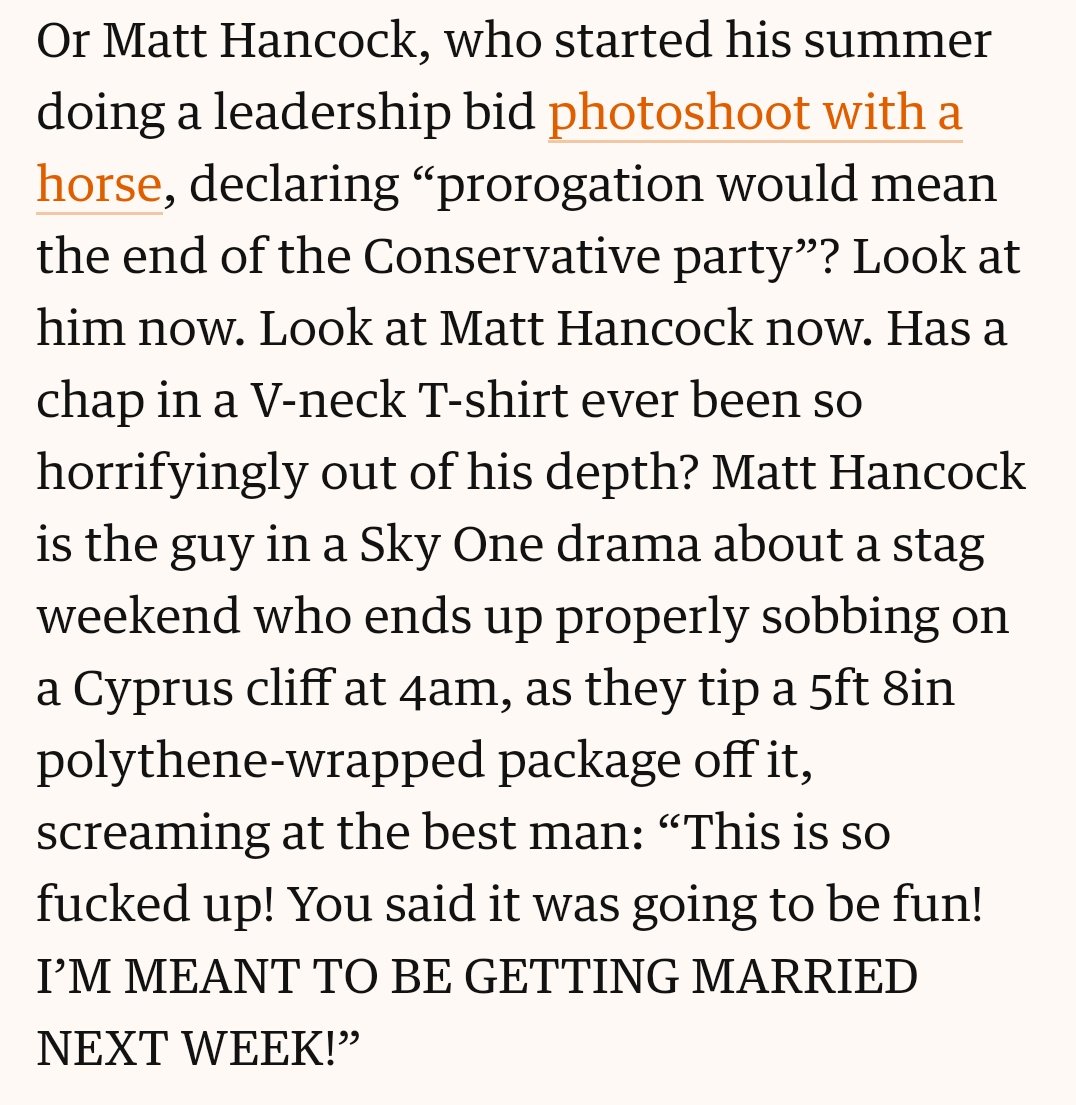 Or Matt Hancock, who started his summer
doing a leadership bid photoshoot with a
horse, declaring “prorogation would mean
the end of the Conservative party”? Look at
him now. Look at Matt Hancock now. Has a
chap in a V-neck T-shirt ever been so
horrifyingly out of his depth? Matt Hancock
is the guy in a Sky One drama about a stag
weekend who ends up properly sobbing on
a Cyprus cliff at 4am, as they tip a 5ft 8in
polythene-wrapped package off it,
screaming at the best man: “This is so
fucked up! You said it was going to be fun!
I’M MEANT TO BE GETTING MARRIED
NEXT WEEK!”